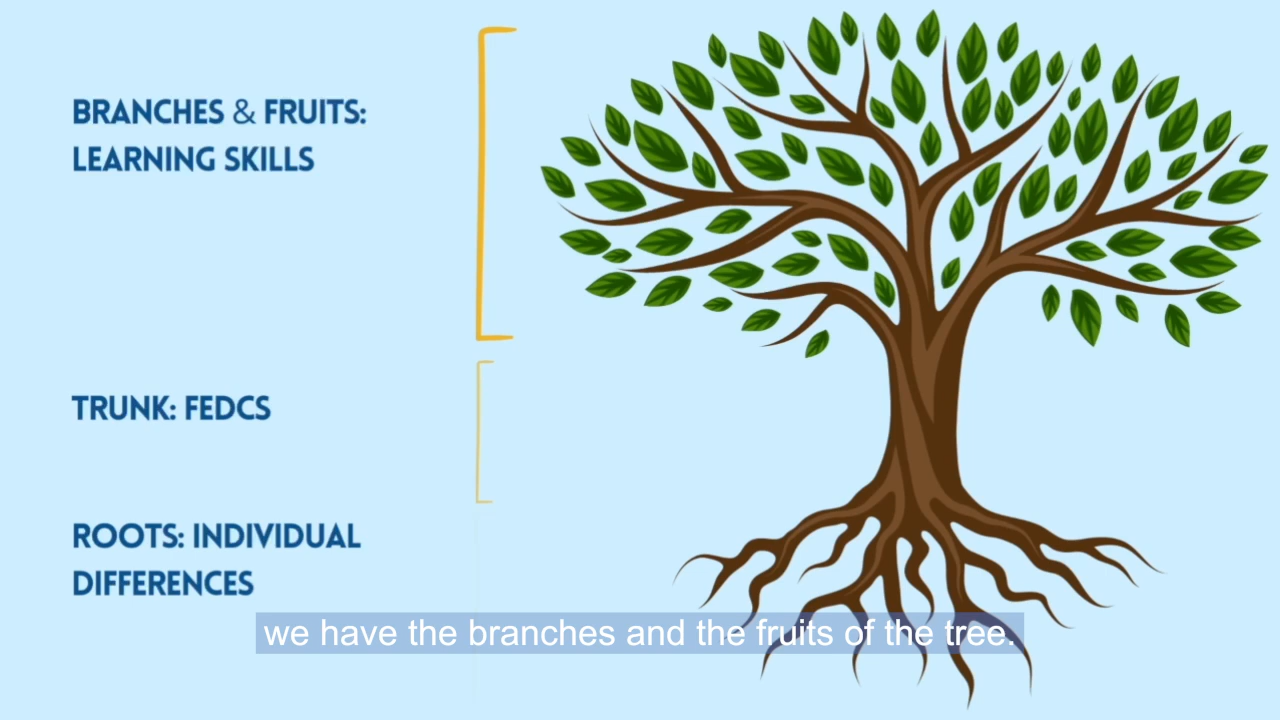 BRANCHES & FRUITS:
LEARNING SKILLS
TRUNK: FEDCS
ROOTS: INDIVIDUAL
DIFFERENCES
we have the branches and the fruits of the tree.